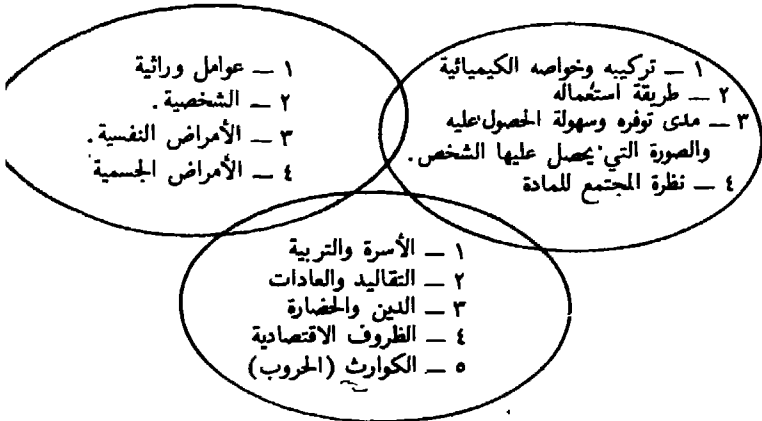 ١ — تركيبه وخواصه الكيميائية
٢ — طريقة استعماله
٣ — مدى توفره وسهولة الحصول عليه
والصورة التي يحصل عليها الشخص.
٤ — نظرة المجتمع للمادة
١ — عوامل وراثية
٢ — الشخصية.
٣ — الأمراض النفسية.
٤ — الأمراض الجسمية
١ — الأسرة والتربية
٢ — التقاليد والعادات
٣ — الدين والحضارة
٤ — الظروف الاقتصادية
٥ — الكوارث (الحروب)